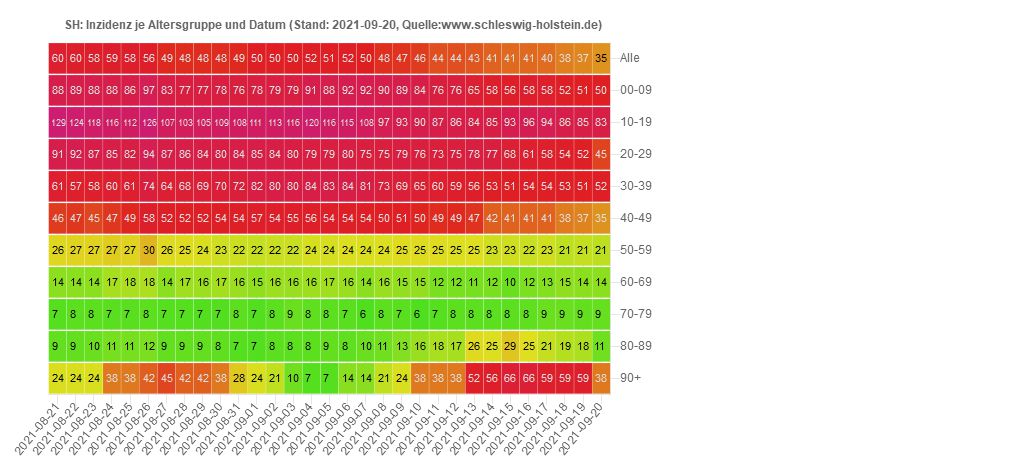 SH: Inzidenz je Altersgruppe und Datum (Stand: 2021-09-20, Quelle:www.schleswig-holstein.de)
60 60 58 59 58 56 49 48 48 48 49 50 50 50 52 51 52 50 48 47 46 44 44 43 41 41 41 40 38 37 35 Alle
88 89 88 88 86 97 83 77 77 78 76 78 79 79 91 88 92 92 90 89 84 76 76 65 58 56 58 58 52 51 50 00-09
129 124 118 116 112 126 107 103 105 109 108 111 113 116 120 116 115 108 97 93 90 87 86 84 85 93 96 94 86 85 83 10-19
91 92 87 85 82 94 87 86 84 80 84 85 84 80 79 79 80 75 75 79 76 73 75 78 77 68 61 58 54 52 45 20-29
61 57 58 60 61 74 64 68 69 70 72 82 80 80 84 83 84 81 73 69 65 60 59 56 53 51 54 54 53 51 52 30-39
46 47 45 47 49 58 52 52 52 54 54 57 54 55 56 54 54 54 50 51 50 49 49 47 42 41 41 41 38 37 35 40-49
26 27 27 27 27 30 26 25 24 23 22 22 22 22 24 24 24 24 24 25 25 25 25 25 23 23 22 23 21 21 21 50-59
14 14 14 17 18 18 14 17 16 17 16 15 16 16 16 17 16 14 16 15 15 12 12 11 12 10 12 13 15 14 14 60-69
7 8 8 7 7 8 7 7 7 7 8 7 8 9 8 8 7 6 8 7 6 7 8 8 8 8 8 9 9 9 9 70-79
9 9 10 11 11 12 9 9 9 8 7 7 8 8 8 9 8 10 11 13 16 18 17 26 25 29 25 21 19 18 11 80-89
24 24 24 38 38 42 45 42 42 38 28 24 21 10 7 7 14 14 21 24 38 38 38 52 56 66 66 59 59 59 38 90+
2021-08-21 2021-08-22 2021-08-23 2021-08-24 2021-08-25 2021-08-26 2021-08-27 2021-08-28 2021-08-29 2021-08-30 2021-08-31 2021-09-01 2021-09-02 2021-09-03 2021-09-04 2021-09-05 2021-09-06 2021-09-07 2021-09-08 2021-09-09 2021-09-10 2021-09-11 2021-09-12 2021-09-13 2021-09-14 2021-09-15 2021-09-16 2021-09-17 2021-09-18 2021-09-19 2021-09-20